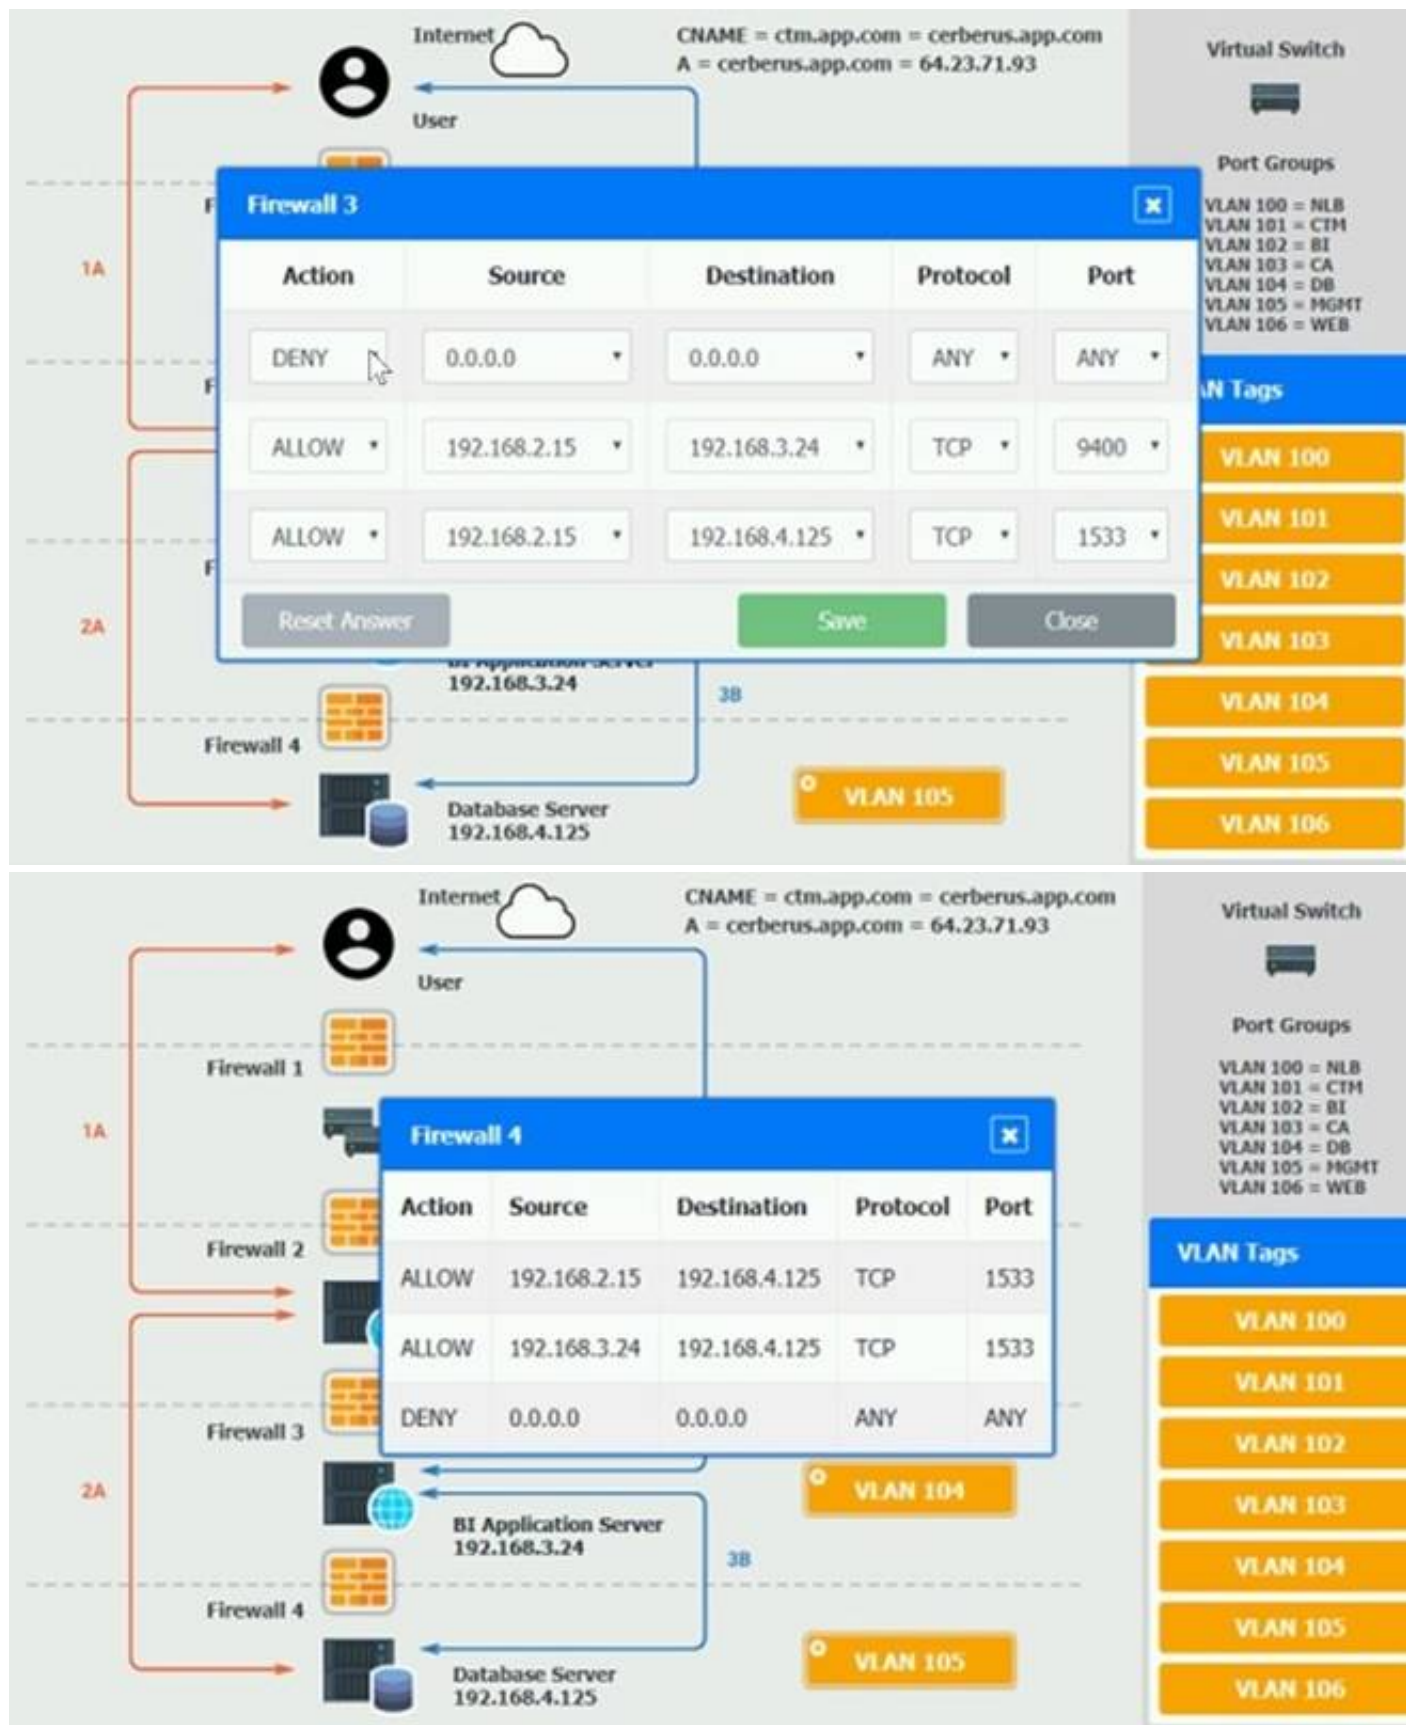 Internet
CNAME = ctm.app.com = cerberus.app.com
A = cerberus.app.com = 64.23.71.93
User
Virtual Switch
Port Groups
VLAN 100 = NLB
VLAN 101 = CTM
VLAN 102 = BI
VLAN 103 = CA
VLAN 104 = DB
VLAN 105 = MGMT
VLAN 106 = WEB
1A
F
Firewall 3
Action Source Destination Protocol Port
DENY 0.0.0.0 0.0.0.0 ANY ANY
F
ALLOW 192.168.2.15 192.168.3.24 TCP 9400
ALLOW 192.168.2.15 192.168.4.125 TCP 1533
F
Reset Answer Save Close
N Tags
VLAN 100
VLAN 101
VLAN 102
VLAN 103
VLAN 104
VLAN 105
VLAN 106
2A
BI Application Server
192.168.3.24
3B
Firewall 4
Database Server
192.168.4.125
VLAN 105
Internet
CNAME = ctm.app.com = cerberus.app.com
A = cerberus.app.com = 64.23.71.93
User
Virtual Switch
Port Groups
VLAN 100 = NLB
VLAN 101 = CTM
VLAN 102 = BI
VLAN 103 = CA
VLAN 104 = DB
VLAN 105 = MGMT
VLAN 106 = WEB
Firewall 1
1A
Firewall 2
Firewall 4
Action Source Destination Protocol Port
ALLOW 192.168.2.15 192.168.4.125 TCP 1533
ALLOW 192.168.3.24 192.168.4.125 TCP 1533
DENY 0.0.0.0 0.0.0.0 ANY ANY
VLAN Tags
VLAN 100
VLAN 101
VLAN 102
VLAN 103
VLAN 104
VLAN 105
VLAN 106
Firewall 3
2A
VLAN 104
BI Application Server
192.168.3.24
3B
Firewall 4
Database Server
192.168.4.125
VLAN 105